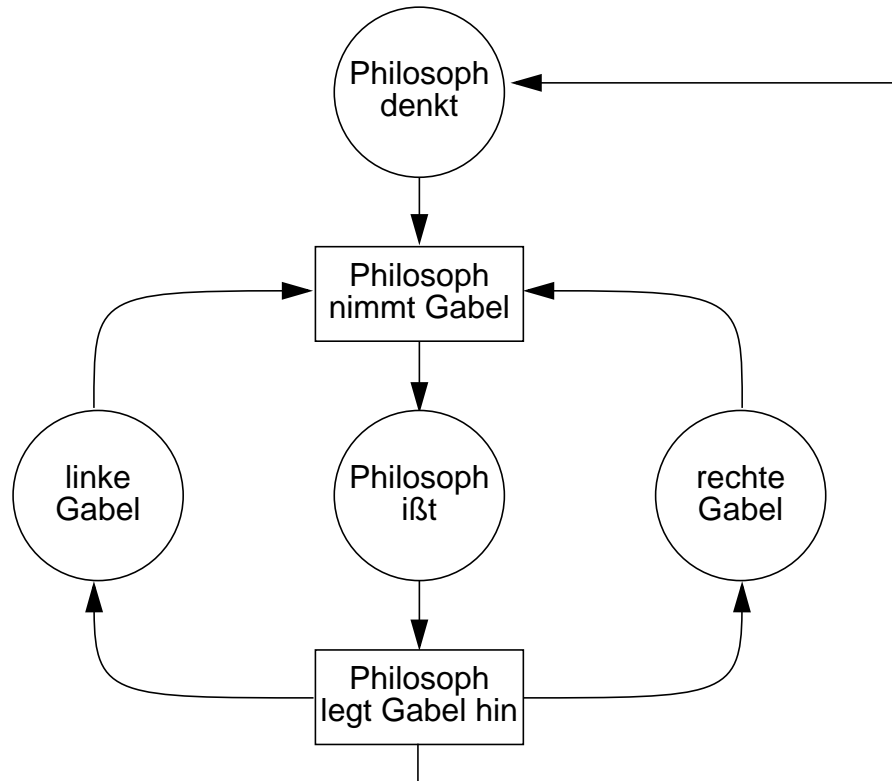 Philosoph
denkt
Philosoph
nimmt Gabel
linke
Gabel
Philosoph
ißt
rechte
Gabel
Philosoph
legt Gabel hin